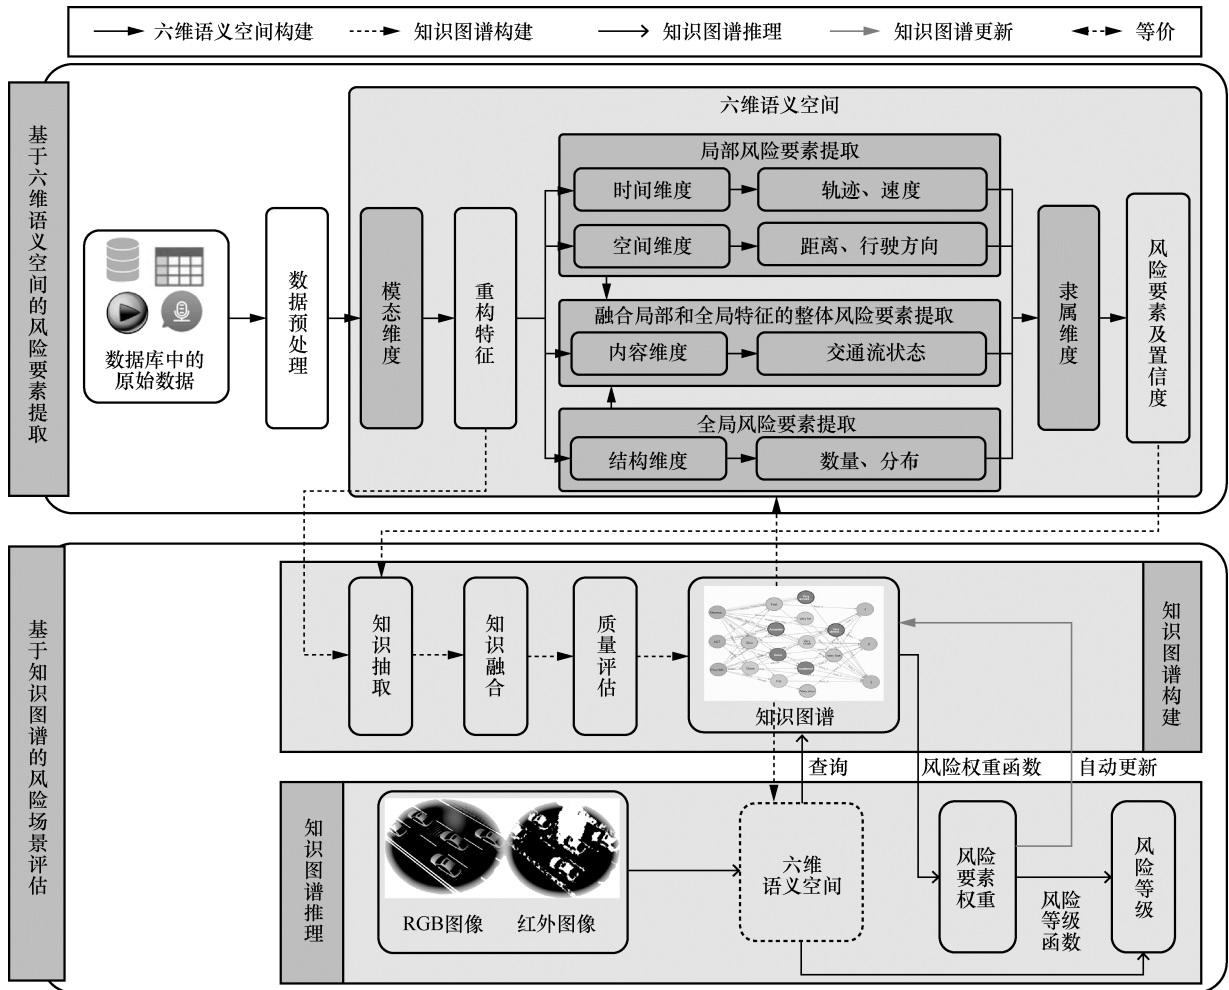 六维语义空间构建
知识图谱构建
知识图谱推理
知识图谱更新
等价
基于六维语义空间的风险要素提取
数据库中的
原始数据
数据预处理
六维语义空间
模态维度
重构特征
局部风险要素提取
时间维度
轨迹、速度
空间维度
距离、行驶方向
融合局部和全局特征的整体风险要素提取
内容维度
交通流状态
全局风险要素提取
结构维度
数量、分布
隶属维度
风险要素及置信度
基于知识图谱的风险场景评估
知识抽取
知识融合
质量评估
知识图谱
知识图谱构建
查询
风险权重函数
自动更新
知识图谱推理
RGB图像
红外图像
六维
语义空间
风险
要素
权重
风险
等级
函数
风险等级